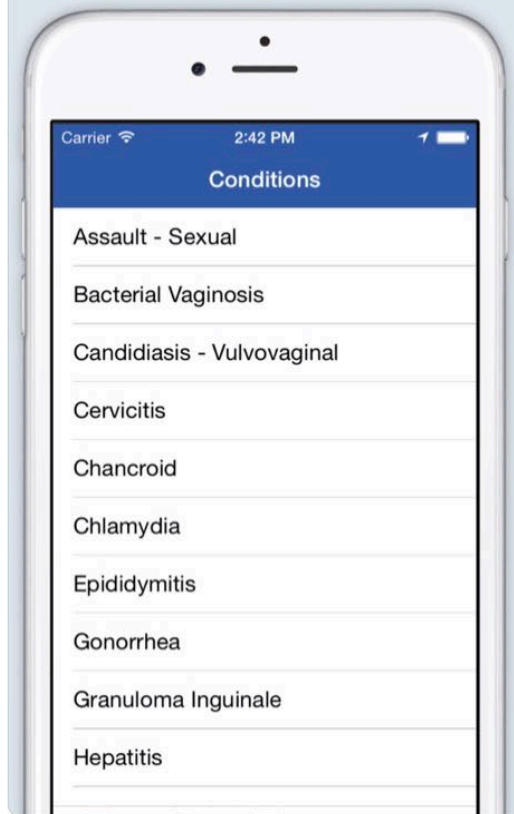 Carrier 2:42 PM
Conditions
Assault - Sexual
Bacterial Vaginosis
Candidiasis - Vulvovaginal
Cervicitis
Chancroid
Chlamydia
Epididymitis
Gonorrhea
Granuloma Inguinale
Hepatitis